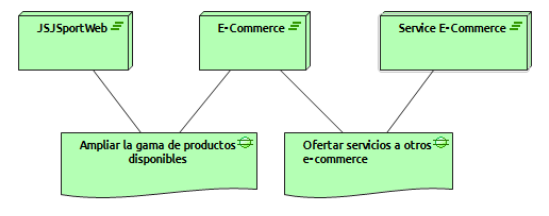 JSJSportWeb
E-Commerce
Service E-Commerce
Ampliar la gama de productos
disponibles
Ofertar servicios a otros
e-commerce